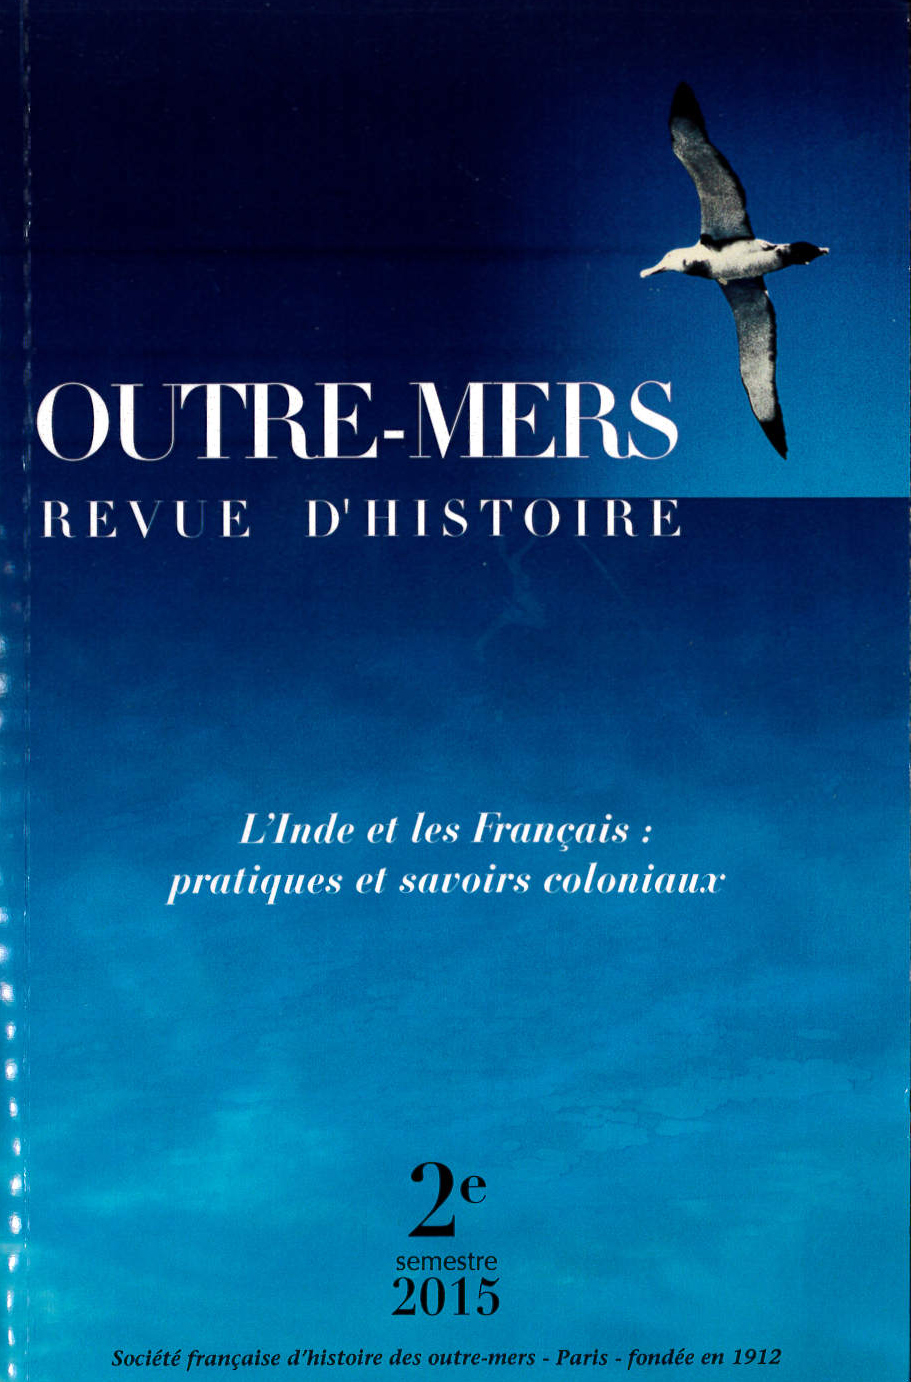 OUTRE-MERS
REVUE D'HISTOIRE
L'Inde et les Français :
pratiques et savoirs coloniaux
2e
semestre
2015
Société française d'histoire des outre-mers - Paris - fondée en 1912